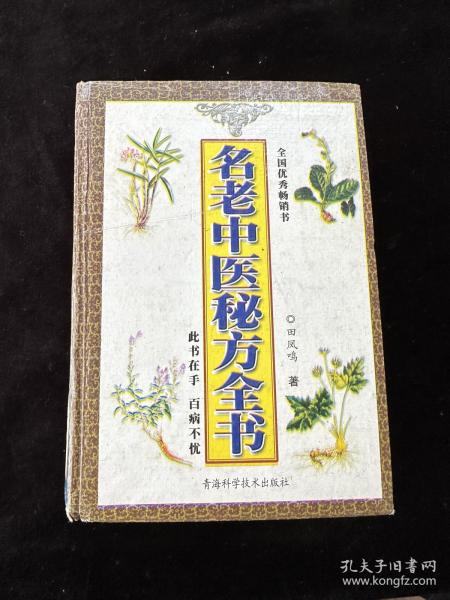 全国优秀畅销书
名老中医秘方全书
◎田凤鸣 著
此书在手 百病不忧
青海科学技术出版社
孔夫子旧书网
www.kongfz.com